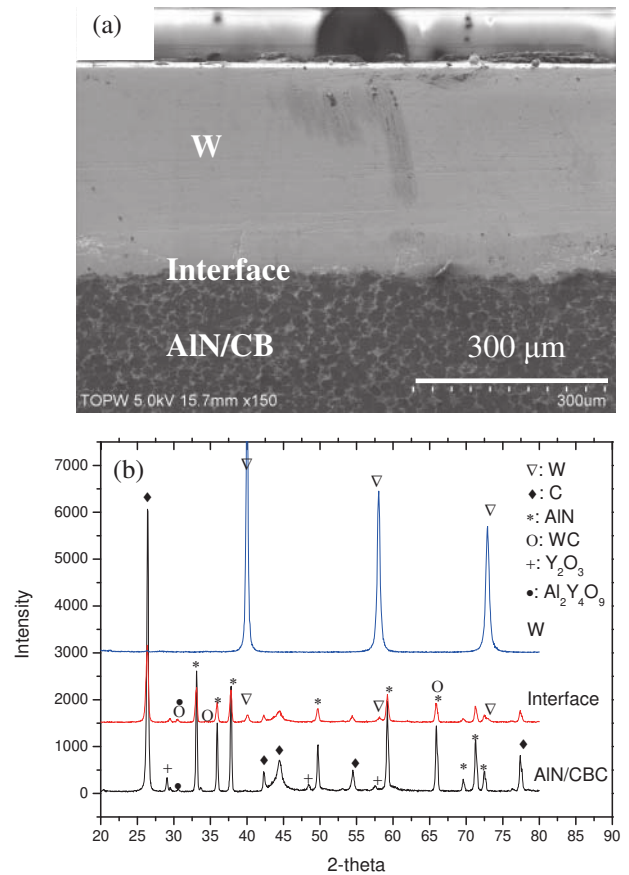 (a)
W
Interface
AlN/CB
300 μm
TOPW 5.0kV 15.7mm x150
300um
(b)
▽: W
♦: C
*: AlN
O: WC
+: Y₂O₃
●: Al₂Y₄O₉
W
Interface
AlN/CBC
Intensity
7000
6000
5000
4000
3000
2000
1000
0
20 25 30 35 40 45 50 55 60 65 70 75 80 85 90
2-theta